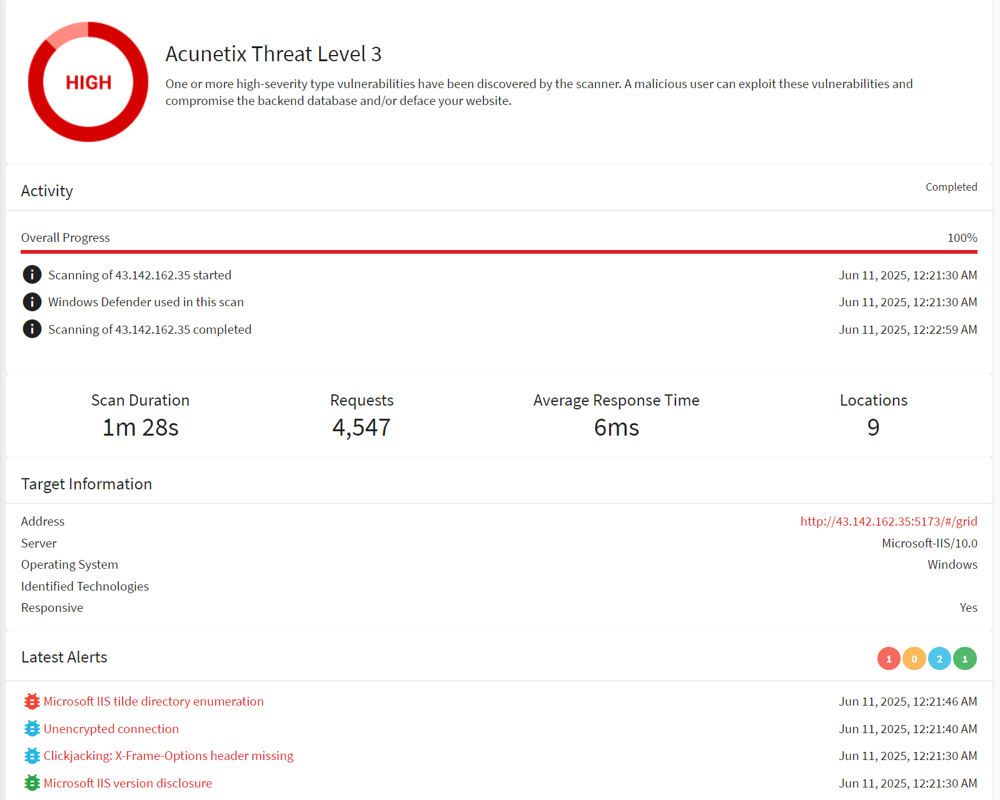 HIGH
Acunetix Threat Level 3
One or more high-severity type vulnerabilities have been discovered by the scanner. A malicious user can exploit these vulnerabilities and
compromise the backend database and/or deface your website.
Activity
Completed
Overall Progress
100%
Scanning of 43.142.162.35 started
Jun 11, 2025, 12:21:30 AM
Windows Defender used in this scan
Jun 11, 2025, 12:21:30 AM
Scanning of 43.142.162.35 completed
Jun 11, 2025, 12:22:59 AM
Scan Duration
1m 28s
Requests
4,547
Average Response Time
6ms
Locations
9
Target Information
Address
http://43.142.162.35:5173/#/grid
Server
Microsoft-IIS/10.0
Operating System
Windows
Identified Technologies
Responsive
Yes
Latest Alerts
1
0
2
1
Microsoft IIS tilde directory enumeration
Jun 11, 2025, 12:21:46 AM
Unencrypted connection
Jun 11, 2025, 12:21:40 AM
Clickjacking: X-Frame-Options header missing
Jun 11, 2025, 12:21:30 AM
Microsoft IIS version disclosure
Jun 11, 2025, 12:21:30 AM